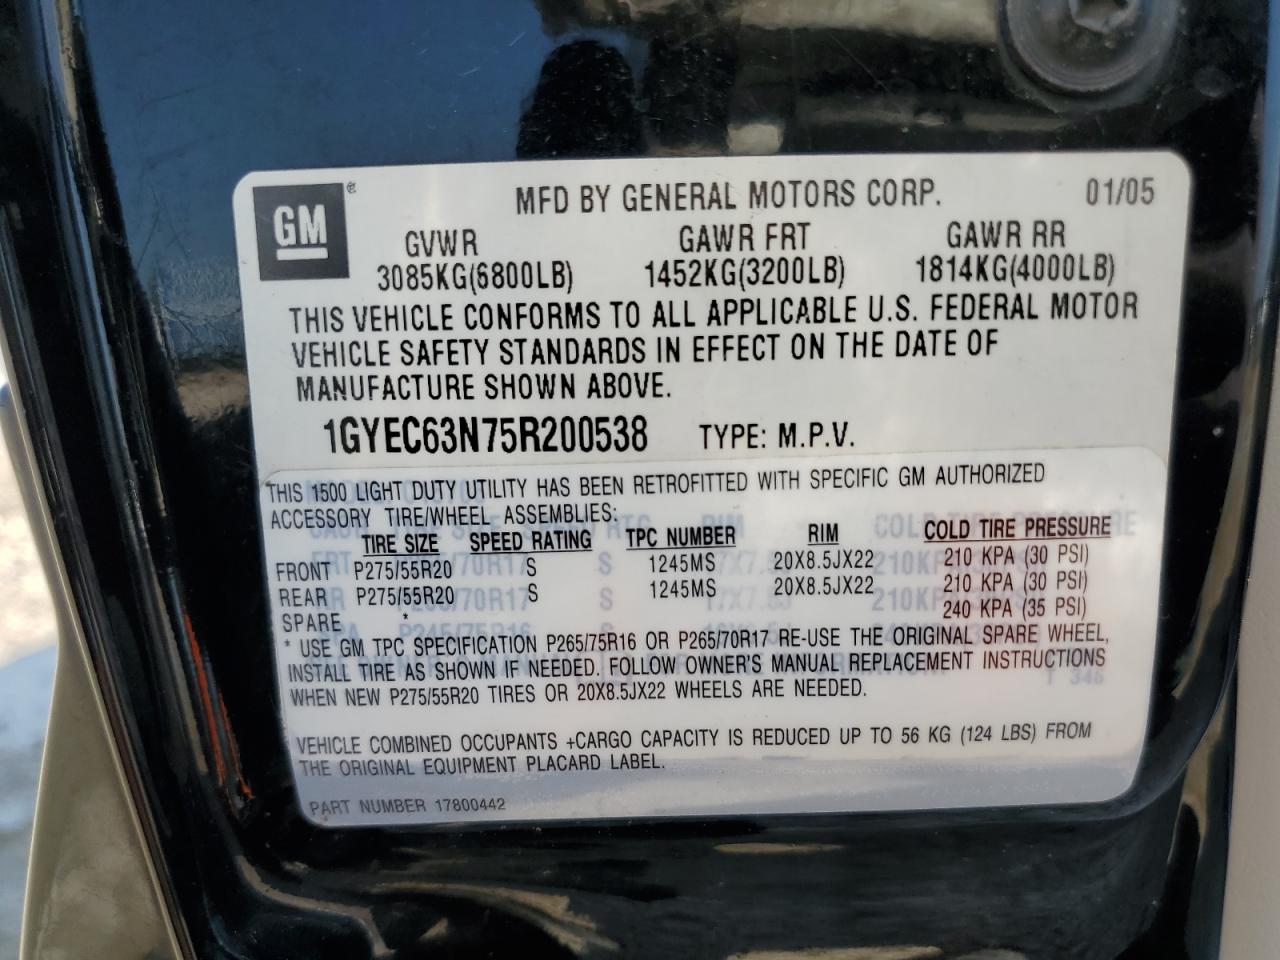 GM ®
MFD BY GENERAL MOTORS CORP. 01/05
GVWR GAWR FRT GAWR RR
3085KG(6800LB) 1452KG(3200LB) 1814KG(4000LB)
THIS VEHICLE CONFORMS TO ALL APPLICABLE U.S. FEDERAL MOTOR
VEHICLE SAFETY STANDARDS IN EFFECT ON THE DATE OF
MANUFACTURE SHOWN ABOVE.
1GYEC63N75R200538 TYPE: M.P.V.
THIS 1500 LIGHT DUTY UTILITY HAS BEEN RETROFITTED WITH SPECIFIC GM AUTHORIZED
ACCESSORY TIRE/WHEEL ASSEMBLIES:
TIRE SIZE SPEED RATING TPC NUMBER RIM COLD TIRE PRESSURE
FRONT P275/55R20 S 1245MS 20X8.5JX22 210 KPA (30 PSI)
REAR P275/55R20 S 1245MS 20X8.5JX22 210 KPA (30 PSI)
SPARE * 240 KPA (35 PSI)
* USE GM TPC SPECIFICATION P265/75R16 OR P265/70R17 RE-USE THE ORIGINAL SPARE WHEEL,
INSTALL TIRE AS SHOWN IF NEEDED. FOLLOW OWNER'S MANUAL REPLACEMENT INSTRUCTIONS
WHEN NEW P275/55R20 TIRES OR 20X8.5JX22 WHEELS ARE NEEDED.
VEHICLE COMBINED OCCUPANTS +CARGO CAPACITY IS REDUCED UP TO 56 KG (124 LBS) FROM
THE ORIGINAL EQUIPMENT PLACARD LABEL.
PART NUMBER 17800442